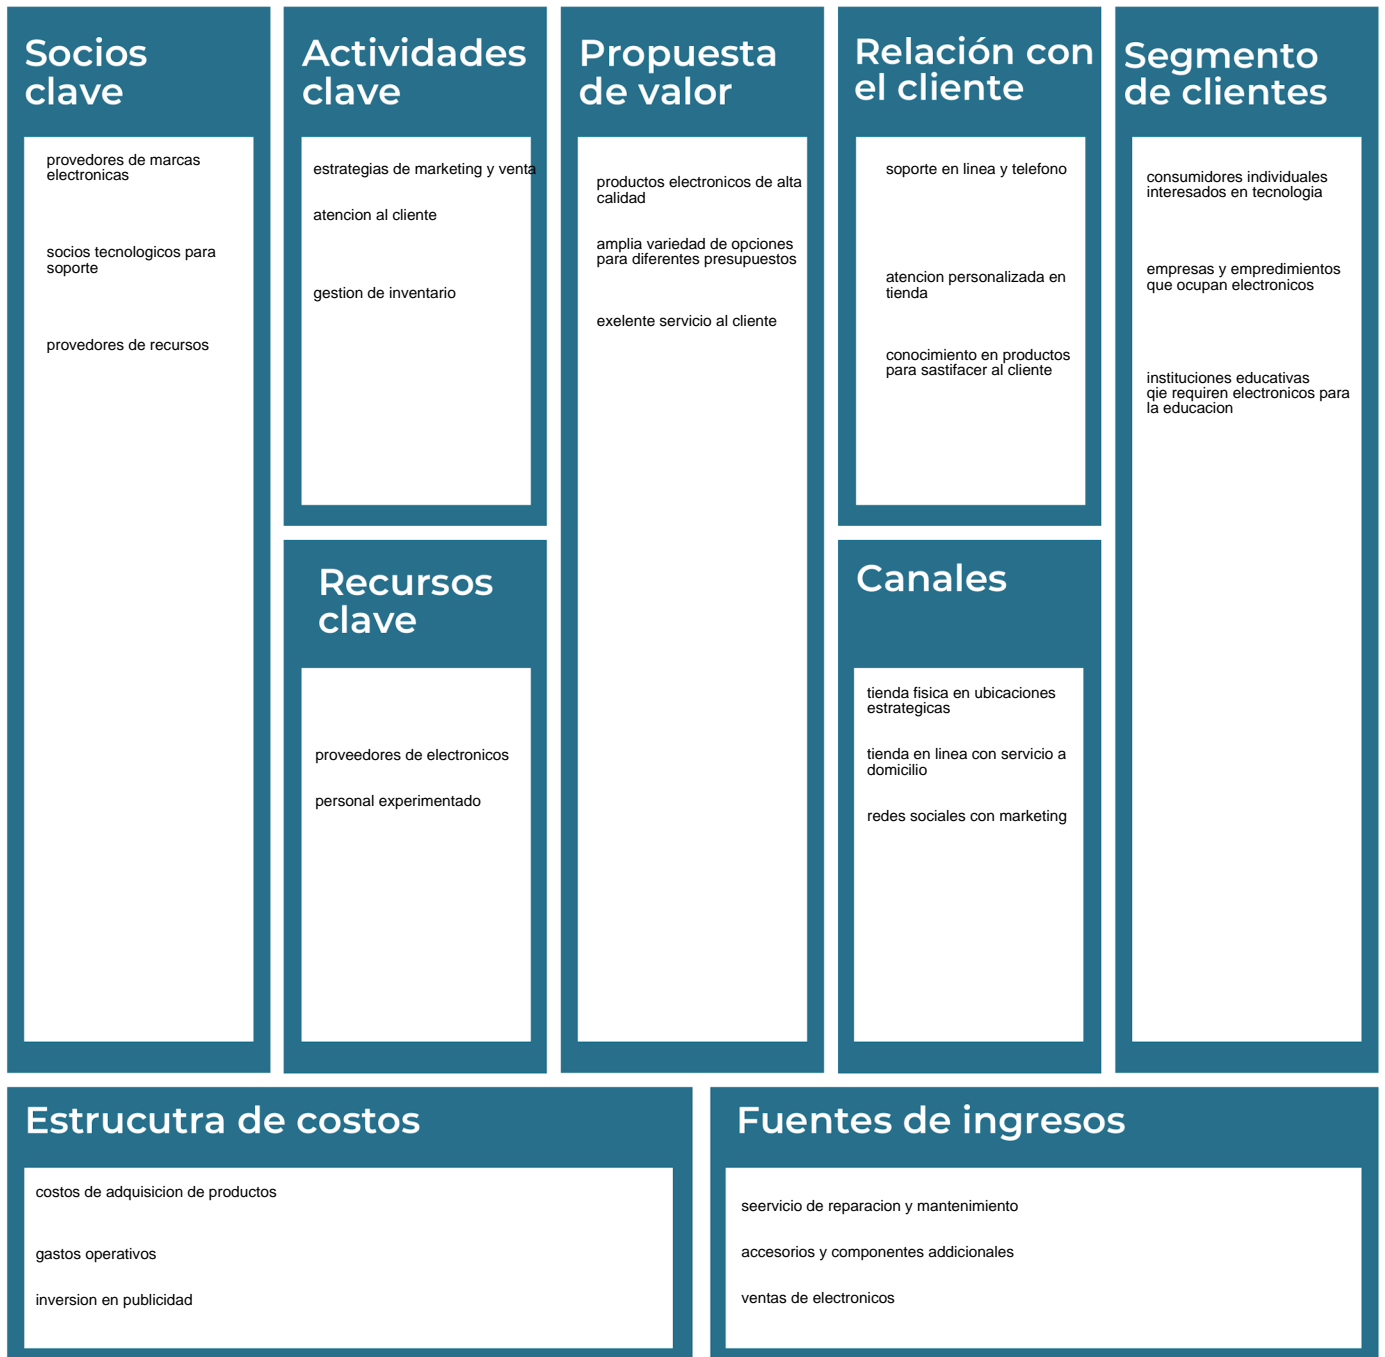 Socios
clave
provedores de marcas
electronicas
socios tecnologicos para
soporte
provedores de recursos
Actividades
clave
estrategias de marketing y venta
atencion al cliente
gestion de inventario
Recursos
clave
proveedores de electronicos
personal experimentado
Propuesta
de valor
productos electronicos de alta
calidad
amplia variedad de opciones
para diferentes presupuestos
exelente servicio al cliente
Relación con
el cliente
soporte en linea y telefono
atencion personalizada en
tienda
conocimiento en productos
para sastifacer al cliente
Canales
tienda fisica en ubicaciones
estrategicas
tienda en linea con servicio a
domicilio
redes sociales con marketing
Segmento
de clientes
consumidores individuales
interesados en tecnologia
empresas y empredimientos
que ocupan electronicos
instituciones educativas
qie requiren electronicos para
la educacion
Estrucutra de costos
costos de adquisicion de productos
gastos operativos
inversion en publicidad
Fuentes de ingresos
seervicio de reparacion y mantenimiento
accesorios y componentes addicionales
ventas de electronicos